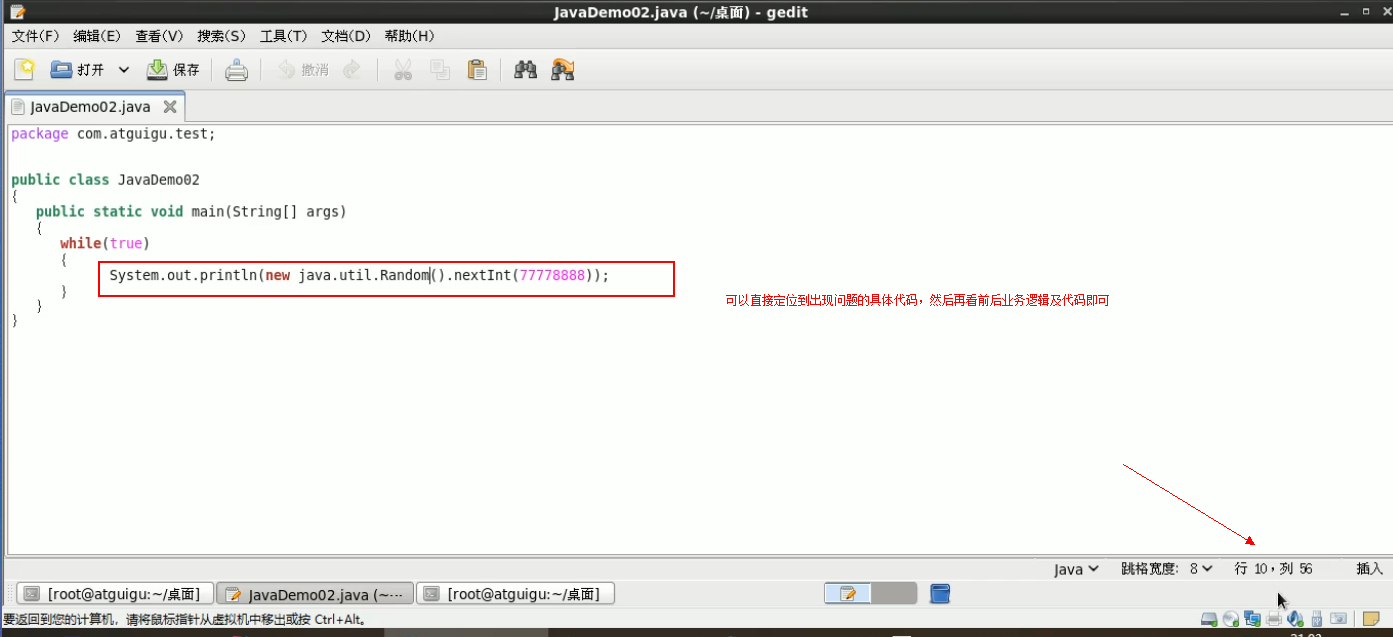 JavaDemo02.java (~/桌面) - gedit
文件(F) 编辑(E) 查看(V) 搜索(S) 工具(T) 文档(D) 帮助(H)
打开 保存 撤消
JavaDemo02.java
package com.atguigu.test;
public class JavaDemo02
{
public static void main(String[] args)
{
while(true)
{
System.out.println(new java.util.Random().nextInt(77778888));
}
}
}
可以直接定位到出现问题的具体代码，然后再看前后业务逻辑及代码即可
Java 跳格宽度: 8 行 10，列 56 插入
[root@atguigu:~/桌面] JavaDemo02.java (~··· [root@atguigu:~/桌面]
要返回到您的计算机，请将鼠标指针从虚拟机中移出或按 Ctrl+Alt。